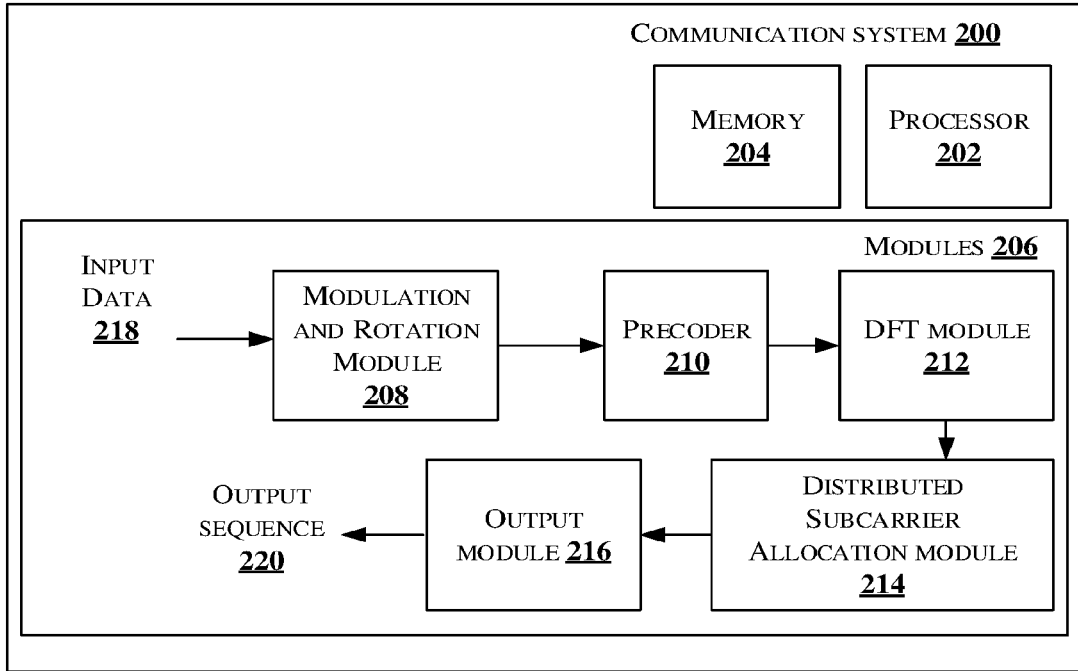 COMMUNICATION SYSTEM 200
MEMORY
204
PROCESSOR
202
MODULES 206
INPUT
DATA
218
MODULATION
AND ROTATION
MODULE
208
PRECODER
210
DFT MODULE
212
DISTRIBUTED
SUBCARRIER
ALLOCATION MODULE
214
OUTPUT
MODULE 216
OUTPUT
SEQUENCE
220